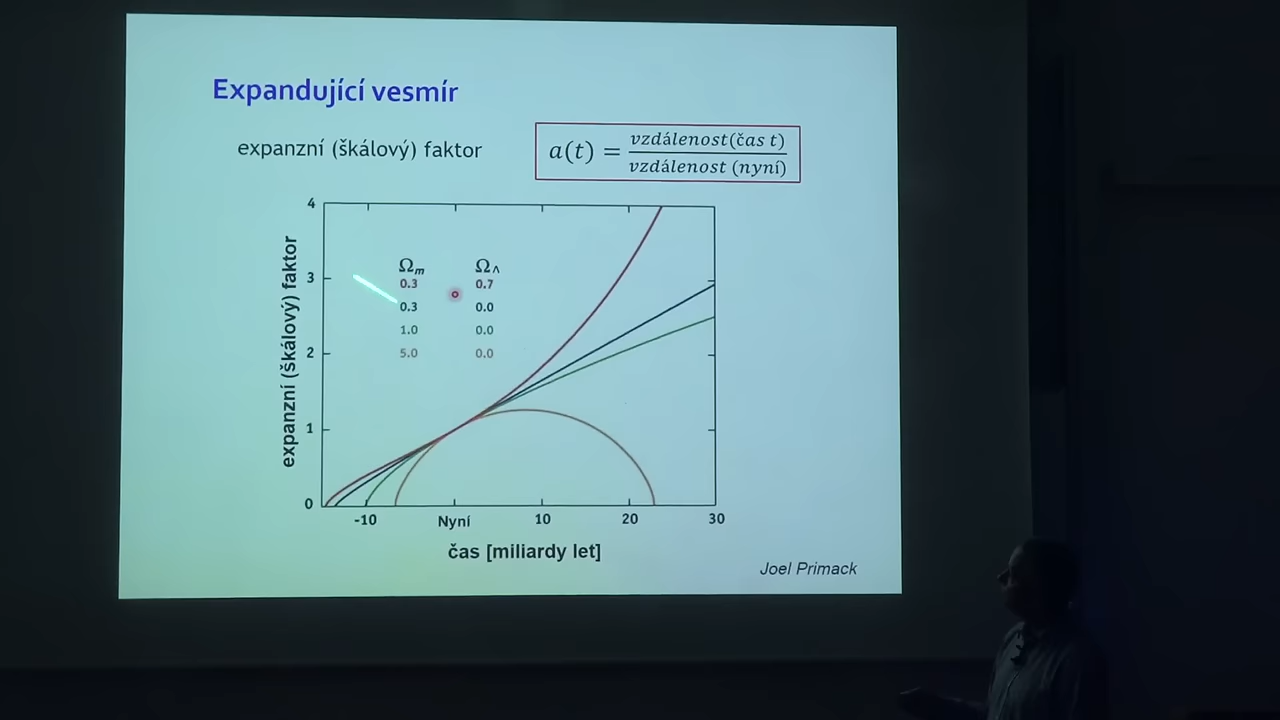 Expandující vesmír
expanzní (škálový) faktor
a(t) = vzdálenost(čas t)
vzdálenost (nyní)
4
3
2
1
0
expanzní (škálový) faktor
Ωm ΩΛ
0.3 0.7
0.3 0.0
1.0 0.0
5.0 0.0
-10 Nyní 10 20 30
čas [miliardy let]
Joel Primack